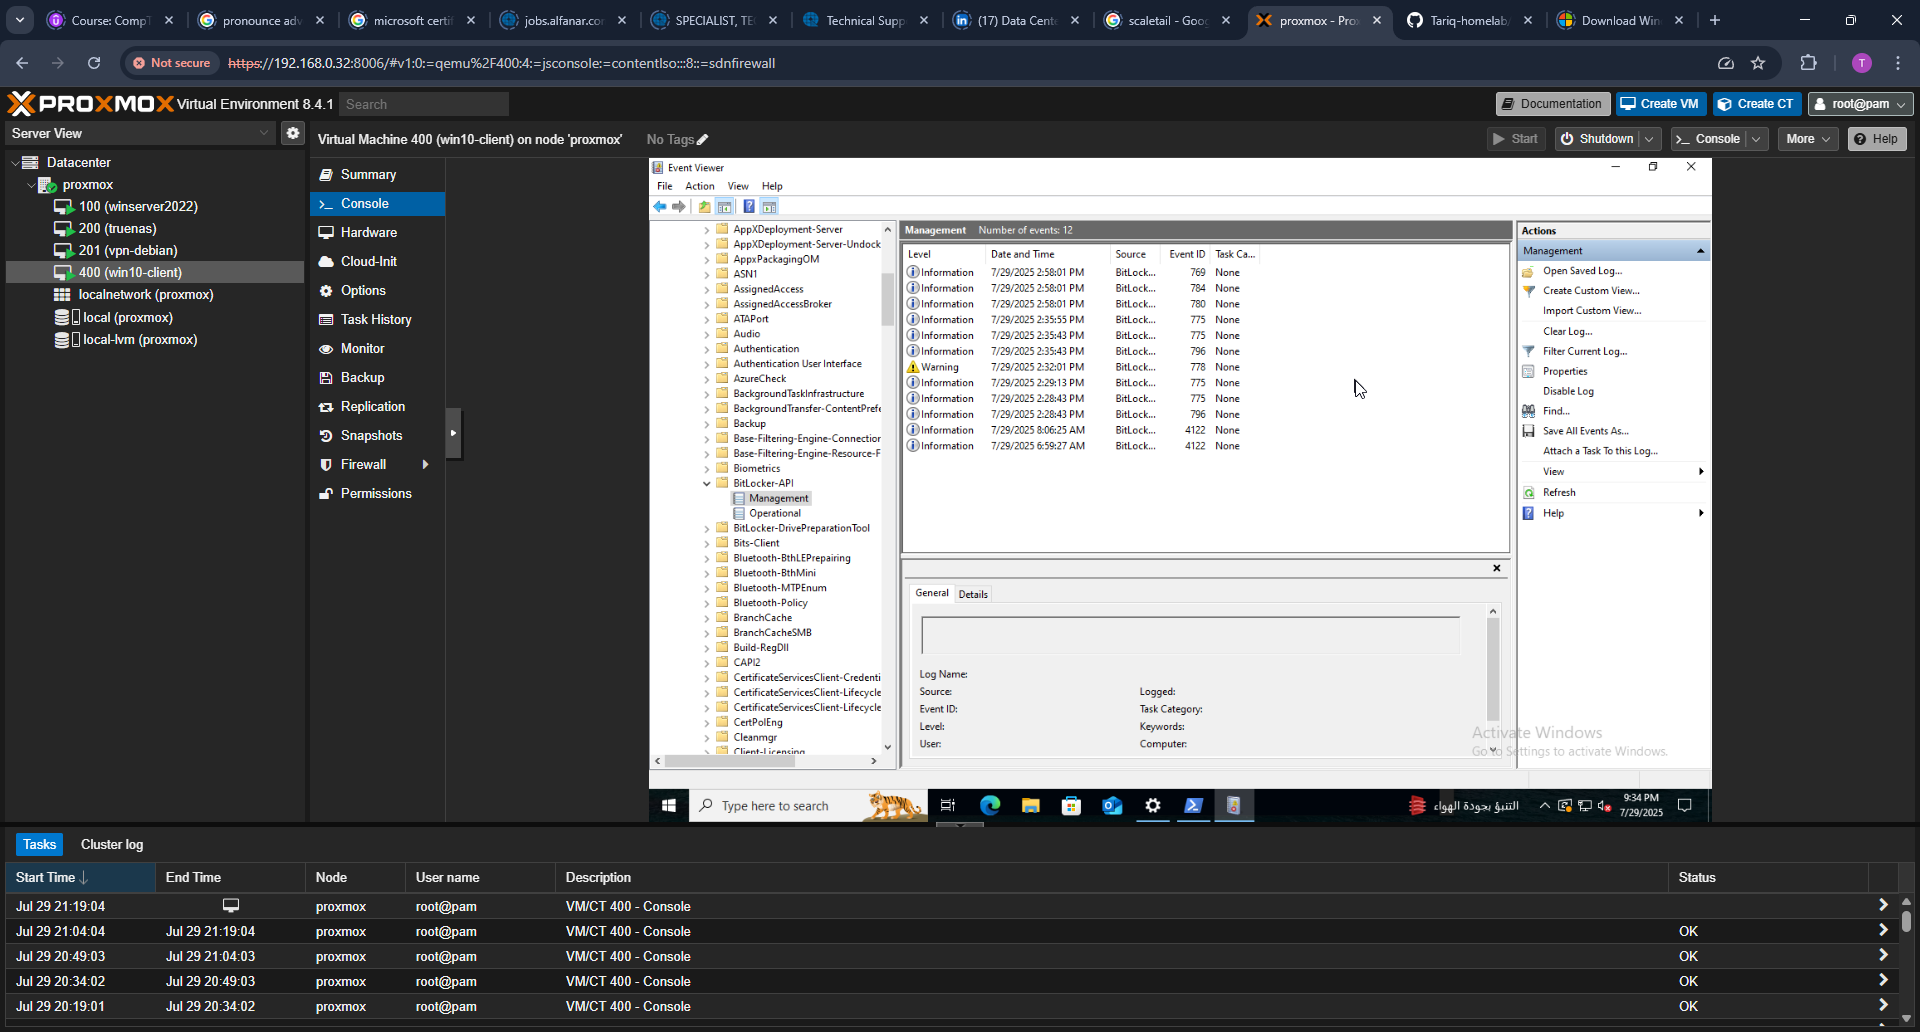 Course: CompT
pronounce adv
microsoft certif
jobs.alfanar.com
SPECIALIST, TE
Technical Supp
(17) Data Cent
scaletail - Goog
proxmox - Prox
Tariq-homelab
Download Win
Not secure
https://192.168.0.32:8006/#v1:0:=qemu%2F400:4:=jsconsole:=contentIso:::8::=sdnfirewall
T
PROXMOX Virtual Environment 8.4.1
Search
Documentation
Create VM
Create CT
root@pam
Server View
Virtual Machine 400 (win10-client) on node 'proxmox'
No Tags
Start
Shutdown
Console
More
Help
Datacenter
proxmox
100 (winserver2022)
200 (truenas)
201 (vpn-debian)
400 (win10-client)
localnetwork (proxmox)
local (proxmox)
local-lvm (proxmox)
Summary
Console
Hardware
Cloud-Init
Options
Task History
Monitor
Backup
Replication
Snapshots
Firewall
Permissions
Event Viewer
File Action View Help
AppXDeployment-Server
AppXDeployment-Server-Undock
AppxPackagingOM
ASN1
AssignedAccess
AssignedAccessBroker
ATAPort
Audio
Authentication
Authentication User Interface
AzureCheck
BackgroundTaskInfrastructure
BackgroundTransfer-ContentPrefe
Backup
Base-Filtering-Engine-Connection
Base-Filtering-Engine-Resource-F
Biometrics
BitLocker-API
Management
Operational
BitLocker-DrivePreparationTool
Bits-Client
Bluetooth-BthLEPrepairing
Bluetooth-BthMini
Bluetooth-MTPEnum
Bluetooth-Policy
BranchCache
BranchCacheSMB
Build-RegDll
CAPI2
CertificateServicesClient-Credenti
CertificateServicesClient-Lifecycle
CertificateServicesClient-Lifecycle
CertPolEng
Cleanmgr
Client-Licensing
Management Number of events: 12
Level Date and Time Source Event ID Task Ca...
Information 7/29/2025 2:58:01 PM BitLock... 769 None
Information 7/29/2025 2:58:01 PM BitLock... 784 None
Information 7/29/2025 2:58:01 PM BitLock... 780 None
Information 7/29/2025 2:35:55 PM BitLock... 775 None
Information 7/29/2025 2:35:43 PM BitLock... 775 None
Information 7/29/2025 2:35:43 PM BitLock... 796 None
Warning 7/29/2025 2:32:01 PM BitLock... 778 None
Information 7/29/2025 2:29:13 PM BitLock... 775 None
Information 7/29/2025 2:28:43 PM BitLock... 775 None
Information 7/29/2025 2:28:43 PM BitLock... 796 None
Information 7/29/2025 8:06:25 AM BitLock... 4122 None
Information 7/29/2025 6:59:27 AM BitLock... 4122 None
General Details
Log Name:
Source: Logged:
Event ID: Task Category:
Level: Keywords:
User: Computer:
Actions
Management
Open Saved Log...
Create Custom View...
Import Custom View...
Clear Log...
Filter Current Log...
Properties
Disable Log
Find...
Save All Events As...
Attach a Task To this Log...
View
Refresh
Help
Activate Windows
Go to Settings to activate Windows.
Type here to search
التنبؤ بجودة الهواء
9:34 PM
7/29/2025
Tasks Cluster log
Start Time End Time Node User name Description Status
Jul 29 21:19:04 proxmox root@pam VM/CT 400 - Console
Jul 29 21:04:04 Jul 29 21:19:04 proxmox root@pam VM/CT 400 - Console OK
Jul 29 20:49:03 Jul 29 21:04:03 proxmox root@pam VM/CT 400 - Console OK
Jul 29 20:34:02 Jul 29 20:49:03 proxmox root@pam VM/CT 400 - Console OK
Jul 29 20:19:01 Jul 29 20:34:02 proxmox root@pam VM/CT 400 - Console OK